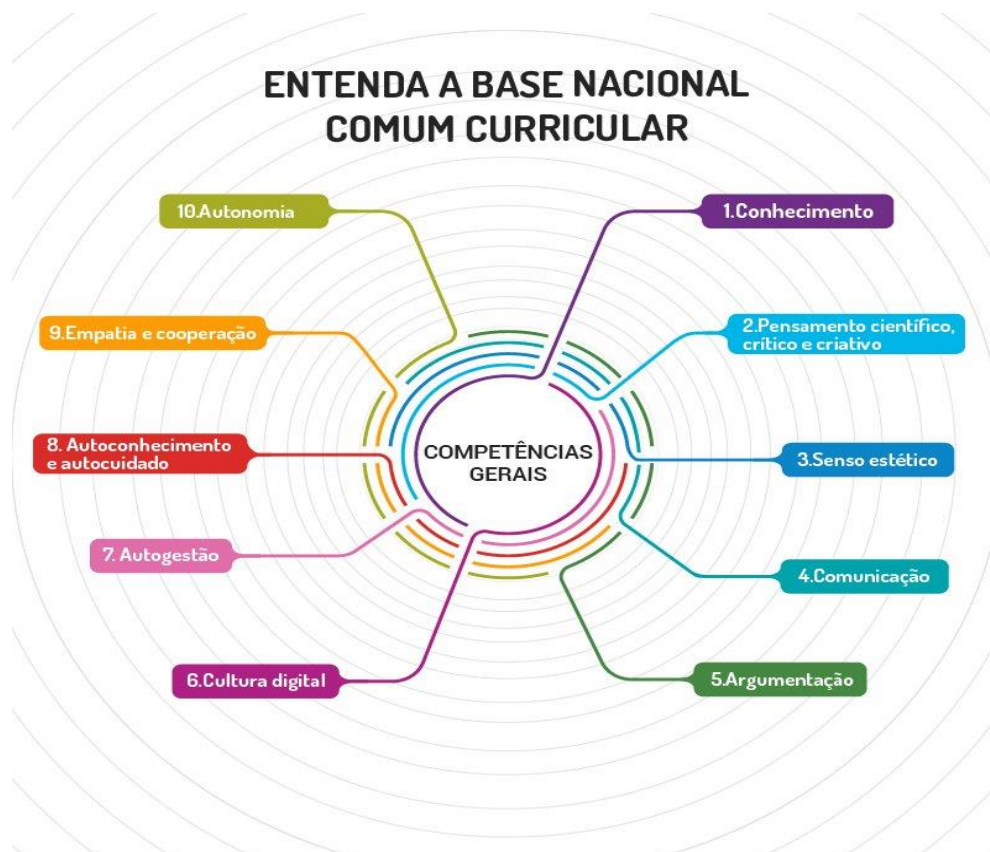 ENTENDA A BASE NACIONAL
COMUM CURRICULAR
1.Conhecimento
2.Pensamento científico,
crítico e criativo
3.Senso estético
4.Comunicação
5.Argumentação
6.Cultura digital
7. Autogestão
8. Autoconhecimento
e autocuidado
9.Empatia e cooperação
10.Autonomia
COMPETÊNCIAS
GERAIS